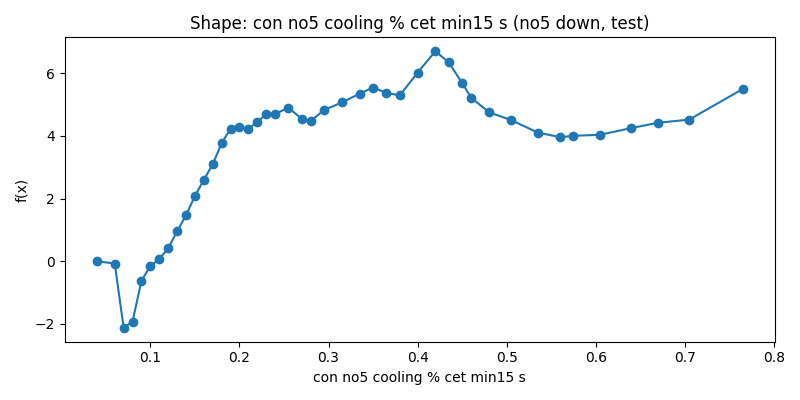 Shape: con no5 cooling % cet min15 s (no5 down, test)
f(x)
6
4
2
0
−2
0.1 0.2 0.3 0.4 0.5 0.6 0.7 0.8
con no5 cooling % cet min15 s